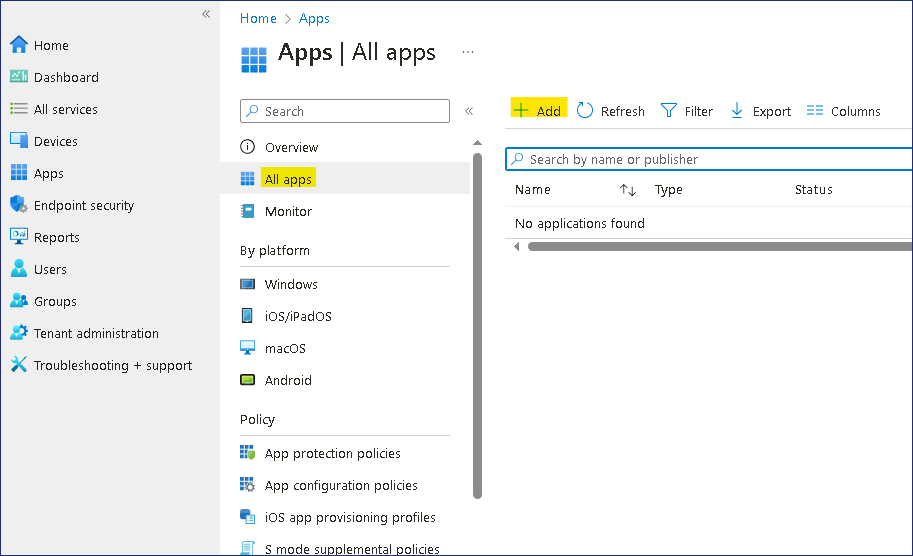 «
Home
Dashboard
All services
Devices
Apps
Endpoint security
Reports
Users
Groups
Tenant administration
Troubleshooting + support
Home > Apps
Apps | All apps ...
Search «
Overview
All apps
Monitor
By platform
Windows
iOS/iPadOS
macOS
Android
Policy
App protection policies
App configuration policies
iOS app provisioning profiles
S mode supplemental policies
+ Add Refresh Filter Export Columns
Search by name or publisher
Name ↑↓ Type Status
No applications found